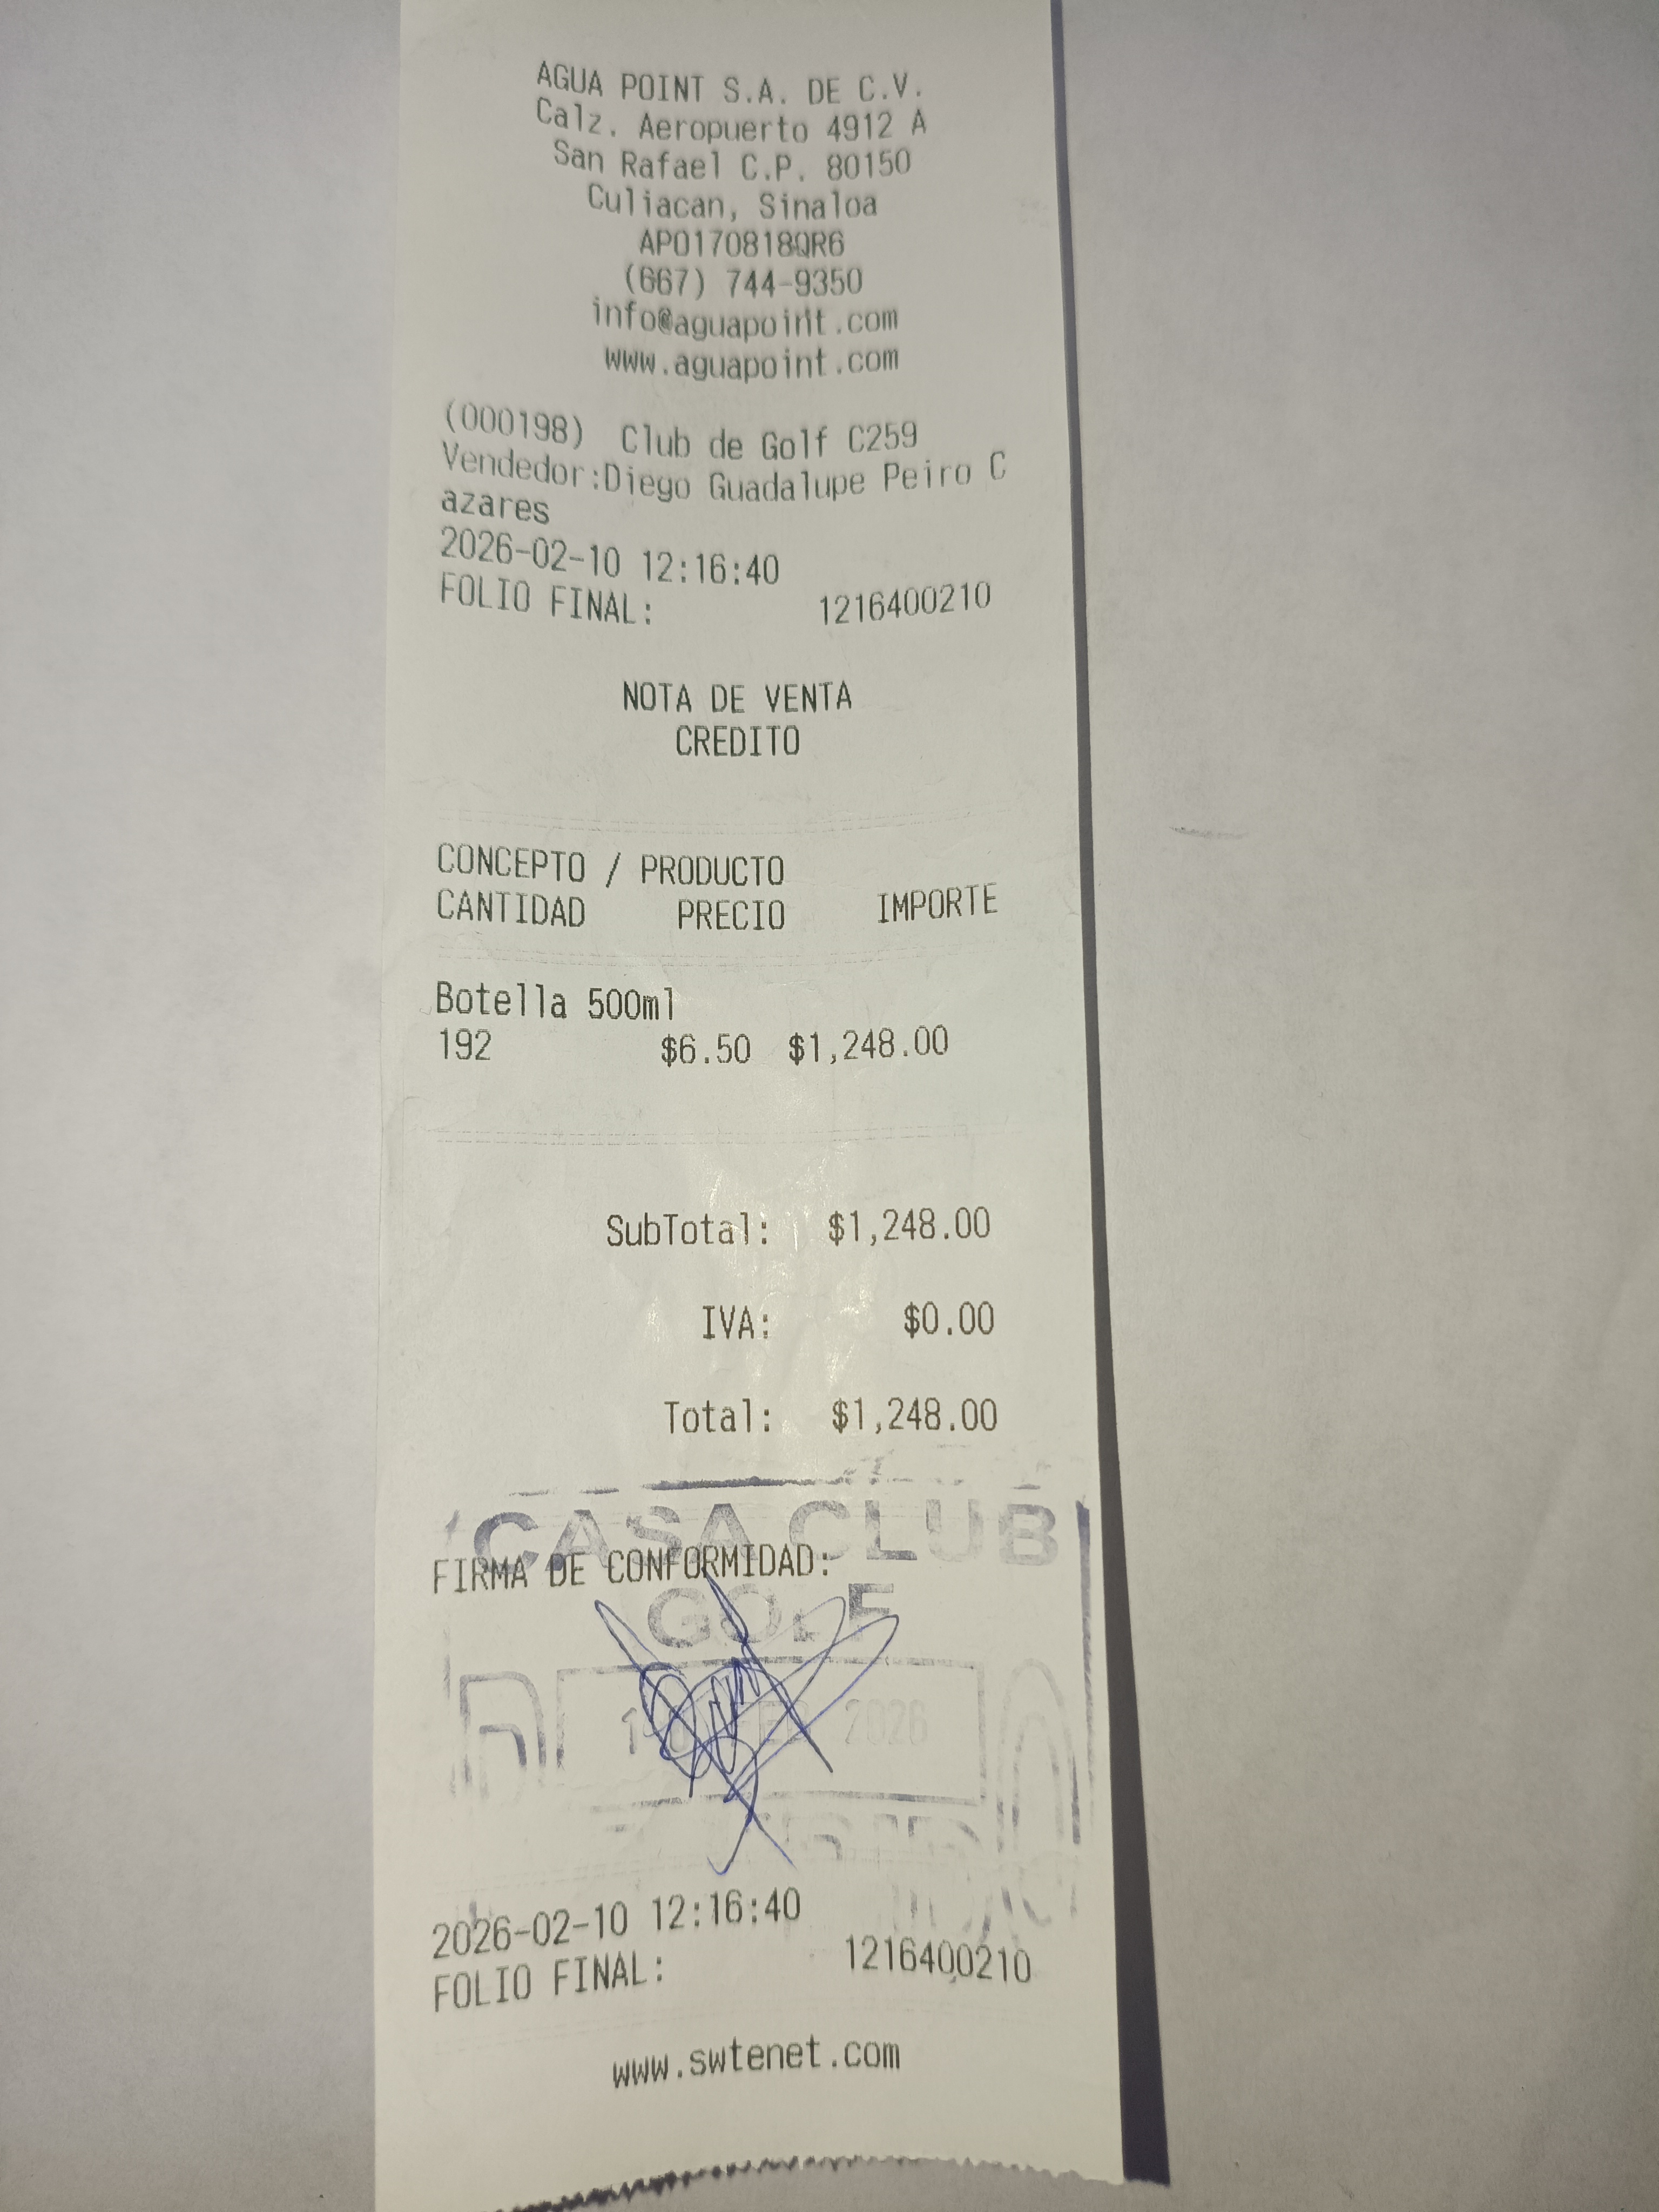 AGUA POINT S.A. DE C.V.
Calz. Aeropuerto 4912 A
San Rafael C.P. 80150
Culiacan, Sinaloa
APO170818QR6
(667) 744-9350
info@aguapoint.com
www.aguapoint.com
(000198) Club de Golf C259
Vendedor:Diego Guadalupe Peiro C
azares
2026-02-10 12:16:40
FOLIO FINAL: 1216400210
NOTA DE VENTA
CREDITO
CONCEPTO / PRODUCTO
CANTIDAD PRECIO IMPORTE
Botella 500ml
192 $6.50 $1,248.00
SubTotal: $1,248.00
IVA: $0.00
Total: $1,248.00
CASA CLUB
FIRMA DE CONFORMIDAD:
GOLF
2026
2026-02-10 12:16:40
FOLIO FINAL: 1216400210
www.swtenet.com